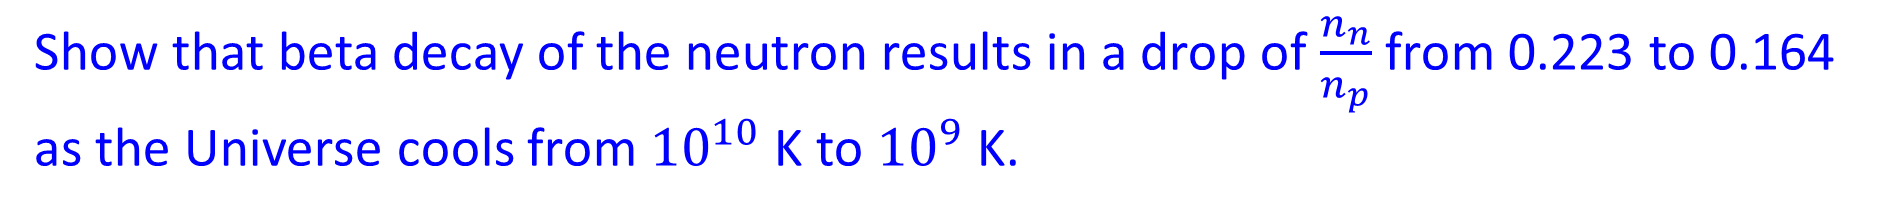 Show that beta decay of the neutron results in a drop of $\frac{n_n}{n_p}$ from 0.223 to 0.164
as the Universe cools from $10^{10}$ K to $10^9$ K.